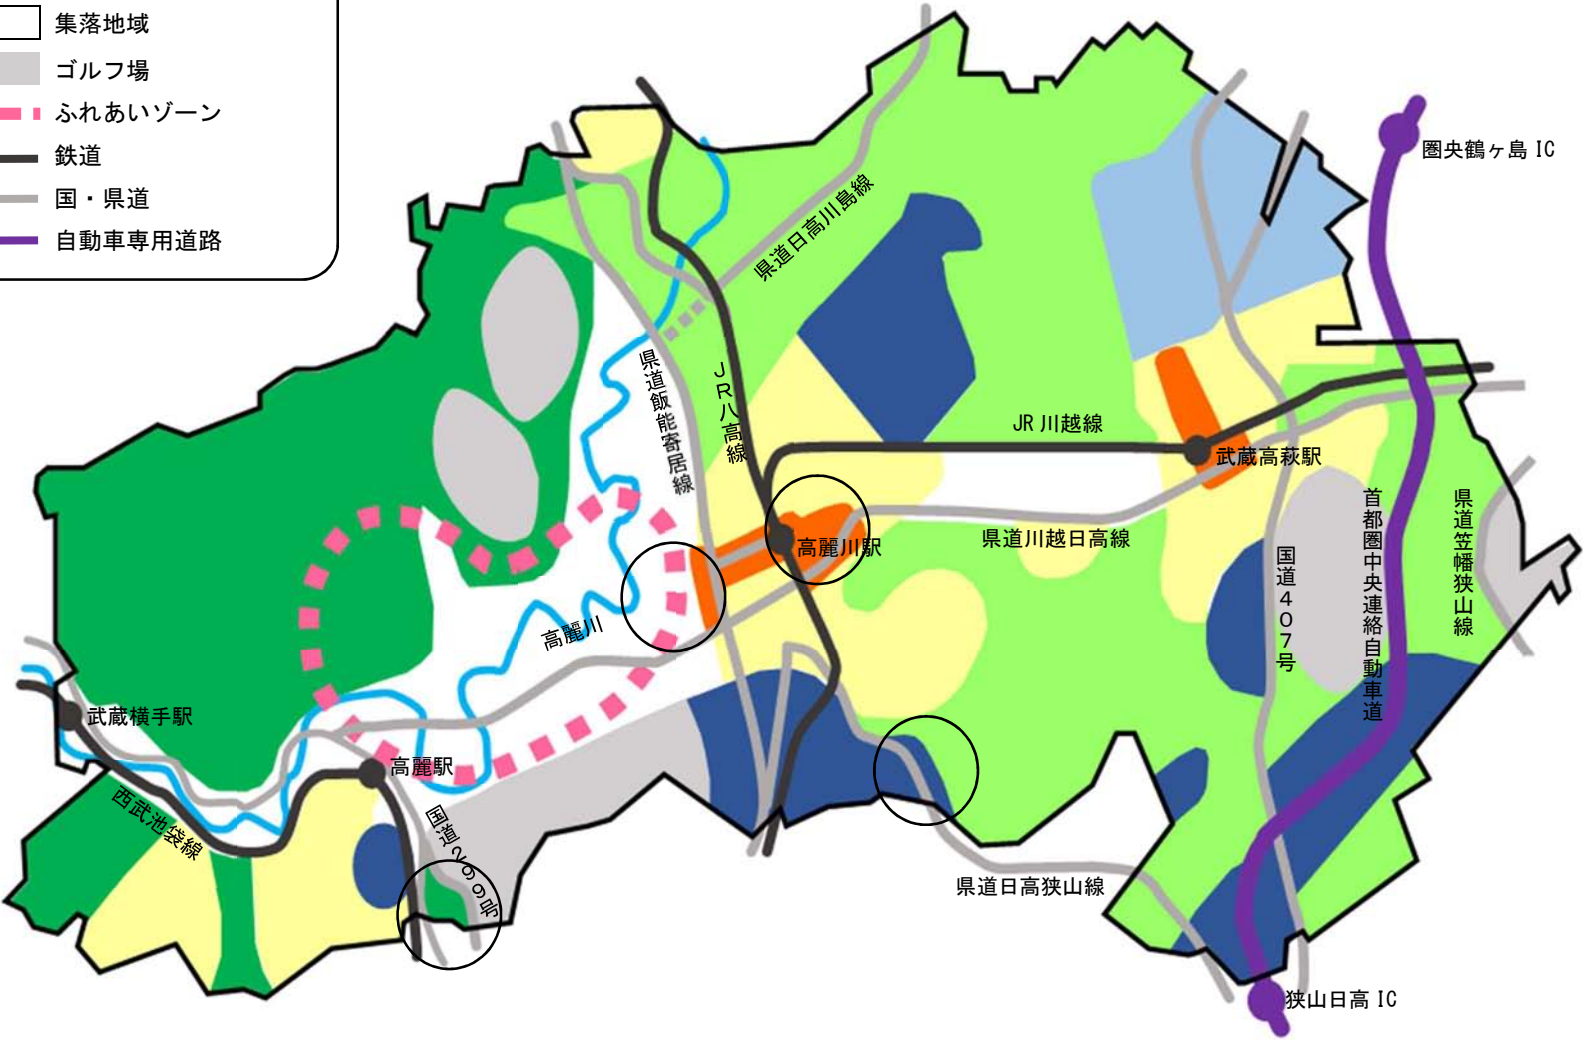 集落地域
ゴルフ場
ふれあいゾーン
鉄道
国・県道
自動車専用道路
圏央鶴ヶ島 IC
県道日高川島線
県道飯能寄居線
JR八高線
JR 川越線
武蔵高萩駅
高麗川駅
県道川越日高線
国道407号
首都圏中央連絡自動車道
県道笠幡狭山線
高麗川
武蔵横手駅
高麗駅
西武池袋線
国道299号
県道日高狭山線
狭山日高 IC